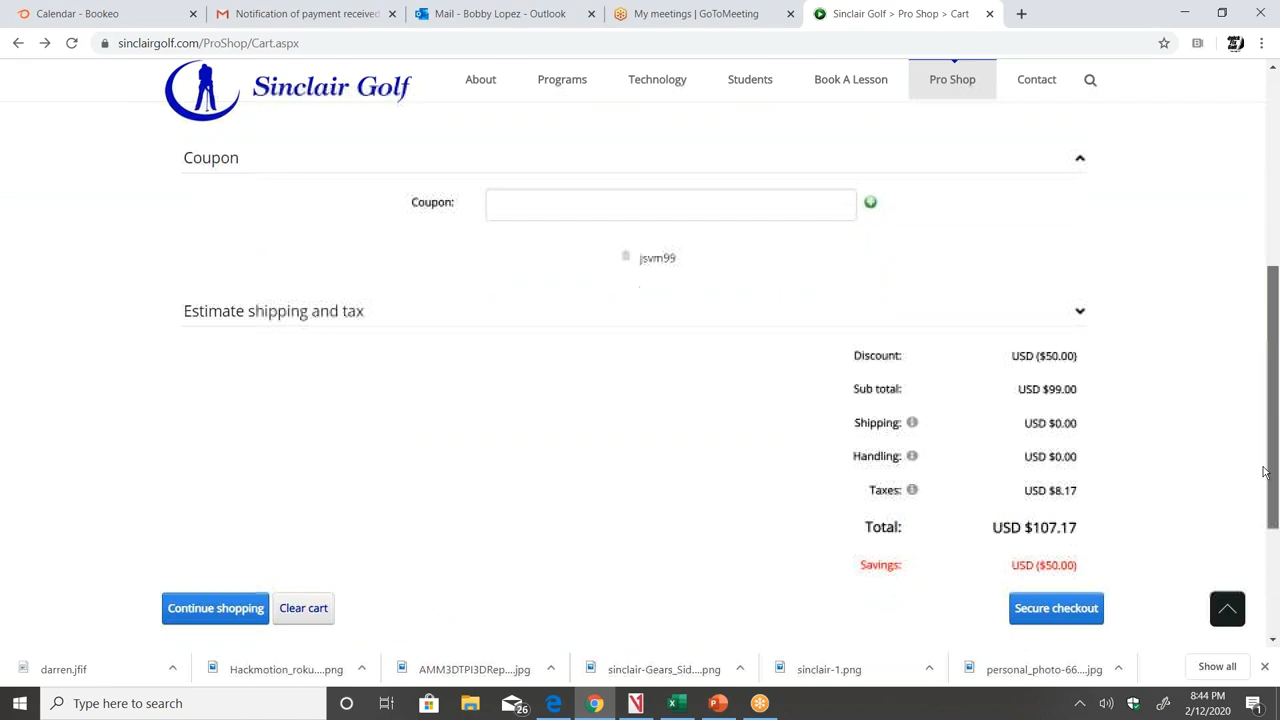 Calendar - Bookeo
Notification of payment received
Mail - Bobby Lopez - Outlook
My meetings | GoToMeeting
Sinclair Golf > Pro Shop > Cart
sinclairgolf.com/ProShop/Cart.aspx
Sinclair Golf
About
Programs
Technology
Students
Book A Lesson
Pro Shop
Contact
Coupon
Coupon:
jsvm99
Estimate shipping and tax
Discount: USD ($50.00)
Sub total: USD $99.00
Shipping: USD $0.00
Handling: USD $0.00
Taxes: USD $8.17
Total: USD $107.17
Savings: USD ($50.00)
Continue shopping
Clear cart
Secure checkout
darren.jfif
Hackmotion_roku....png
AMM3DTPI3DRep....jpg
sinclair-Gears_Sid....png
sinclair-1.png
personal_photo-66....jpg
Show all
Type here to search
26
8:44 PM
2/12/2020
1